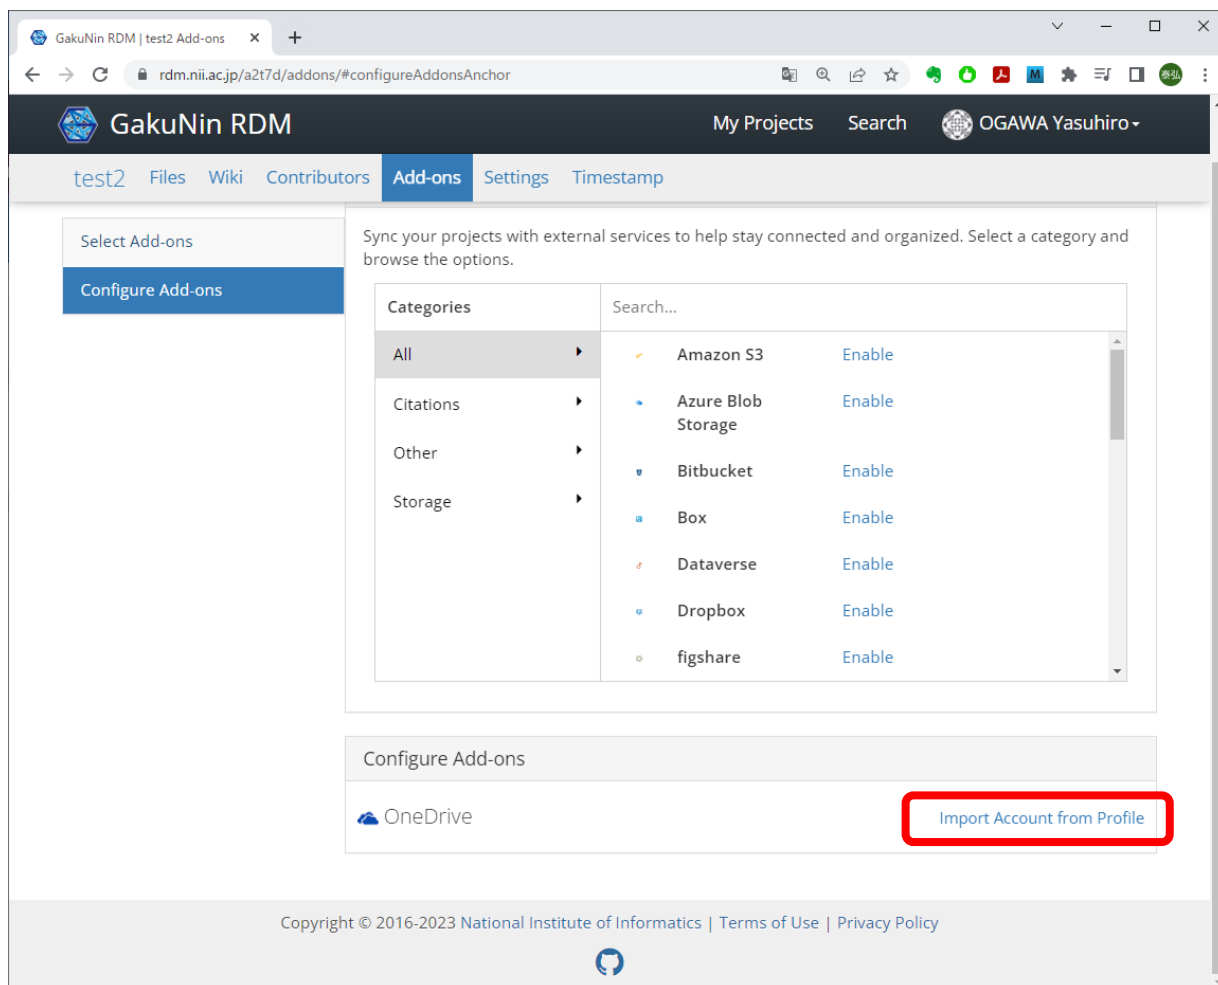 GakuNin RDM | test2 Add-ons
rdm.nii.ac.jp/a2t7d/addons/#configureAddonsAnchor
M
泰弘
GakuNin RDM
My Projects
Search
OGAWA Yasuhiro
test2
Files
Wiki
Contributors
Add-ons
Settings
Timestamp
Select Add-ons
Configure Add-ons
Sync your projects with external services to help stay connected and organized. Select a category and
browse the options.
Categories
Search...
All
Citations
Other
Storage
Amazon S3 Enable
Azure Blob Enable
Storage
Bitbucket Enable
Box Enable
Dataverse Enable
Dropbox Enable
figshare Enable
Configure Add-ons
OneDrive
Import Account from Profile
Copyright © 2016-2023 National Institute of Informatics | Terms of Use | Privacy Policy